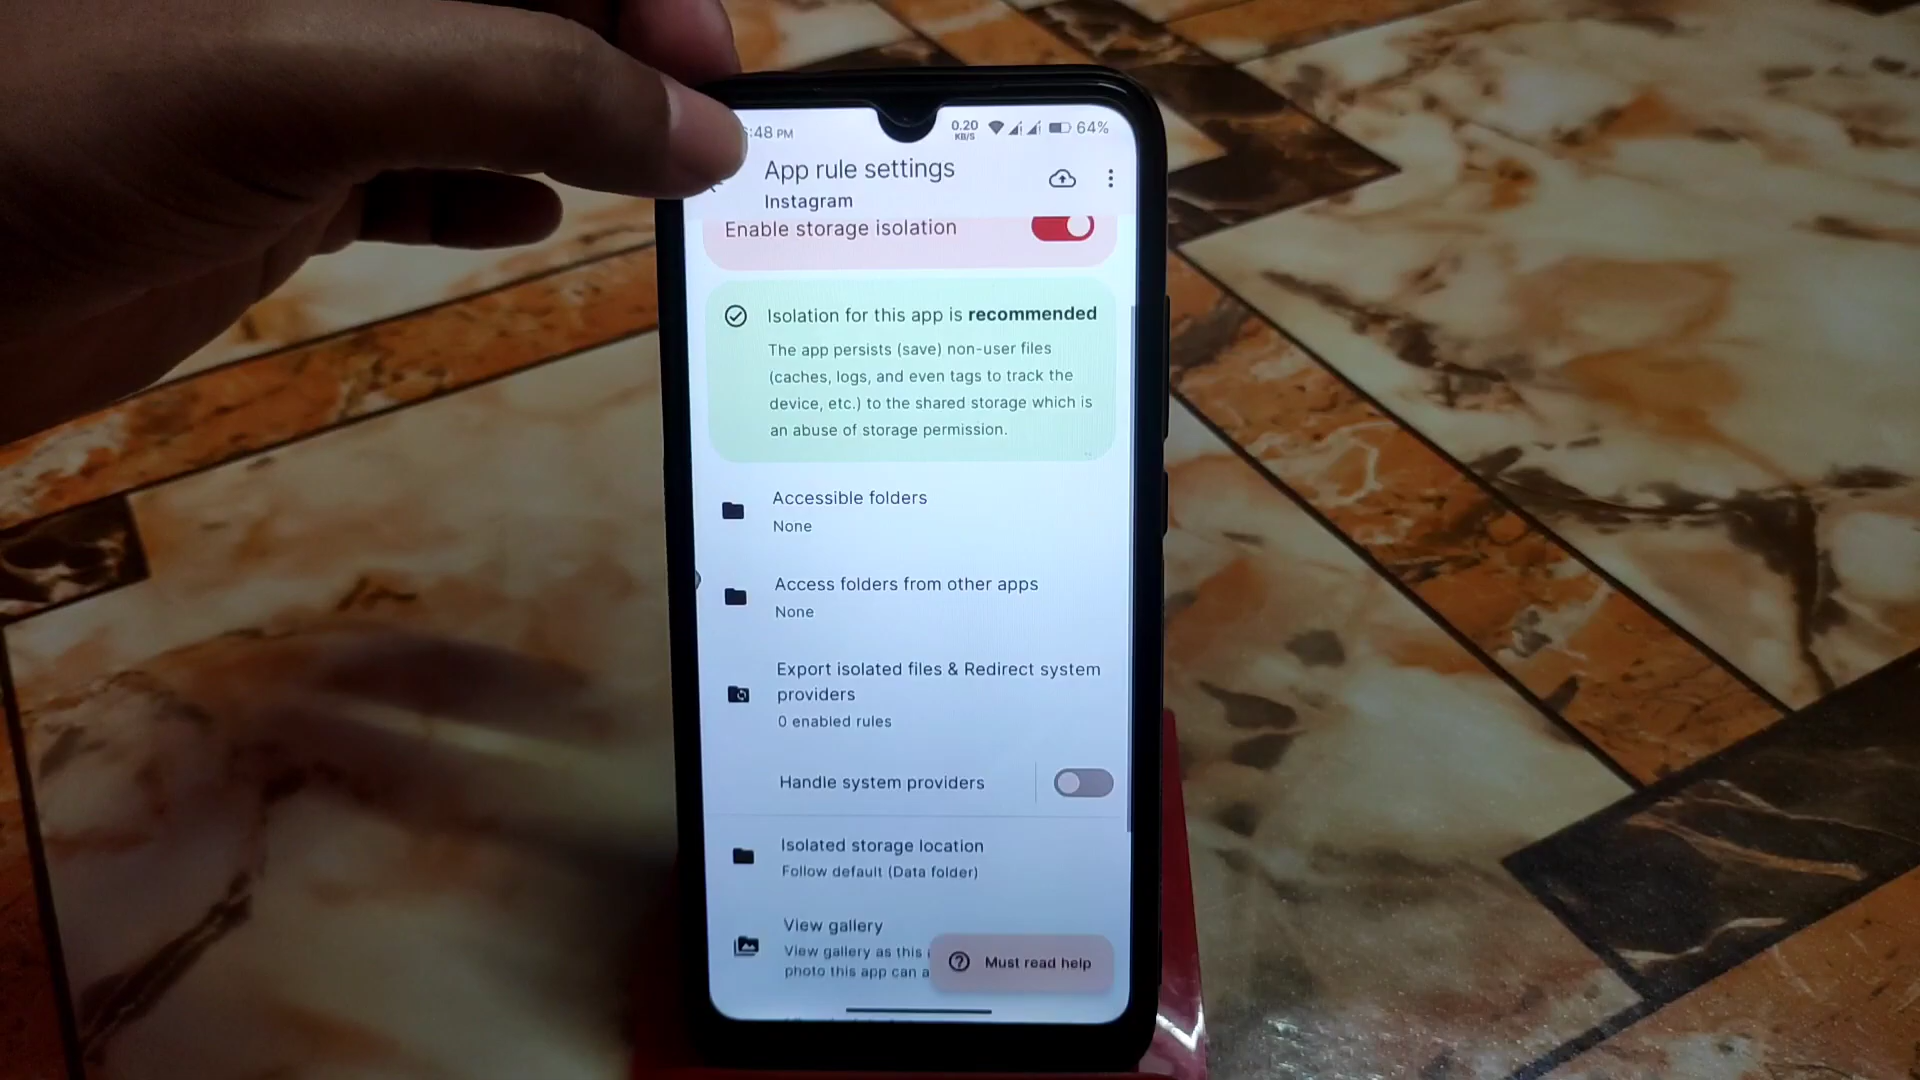 :48 PM
0.20
KB/S
64%
App rule settings
Instagram
Enable storage isolation
Isolation for this app is recommended
The app persists (save) non-user files
(caches, logs, and even tags to track the
device, etc.) to the shared storage which is
an abuse of storage permission.
Accessible folders
None
Access folders from other apps
None
Export isolated files & Redirect system
providers
0 enabled rules
Handle system providers
Isolated storage location
Follow default (Data folder)
View gallery
View gallery as this
photo this app can a
Must read help